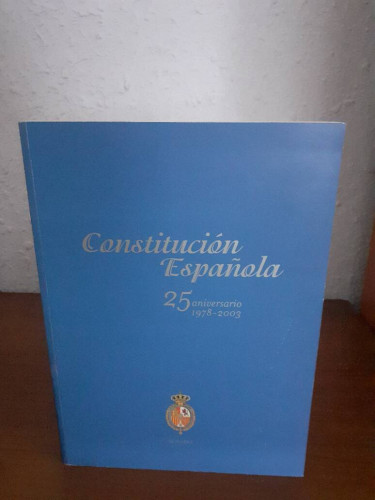 Constitución
Española
25 aniversario
1978-2003